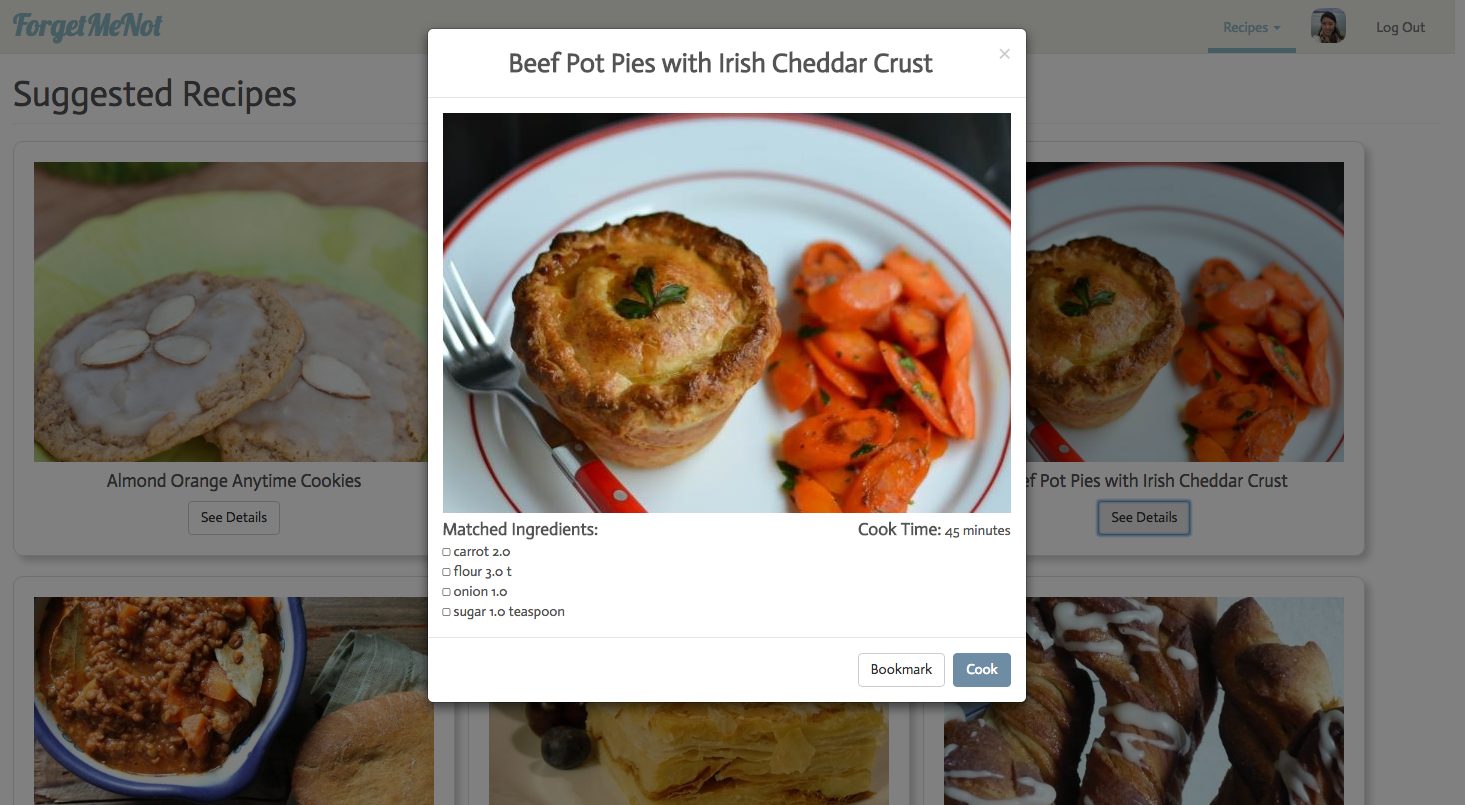 ForgetMeNot
Recipes
Log Out
Suggested Recipes
Beef Pot Pies with Irish Cheddar Crust
×
Matched Ingredients:
Cook Time: 45 minutes
carrot 2.0
flour 3.0 t
onion 1.0
sugar 1.0 teaspoon
Bookmark
Cook
Almond Orange Anytime Cookies
See Details
Pot Pies with Irish Cheddar Crust
See Details